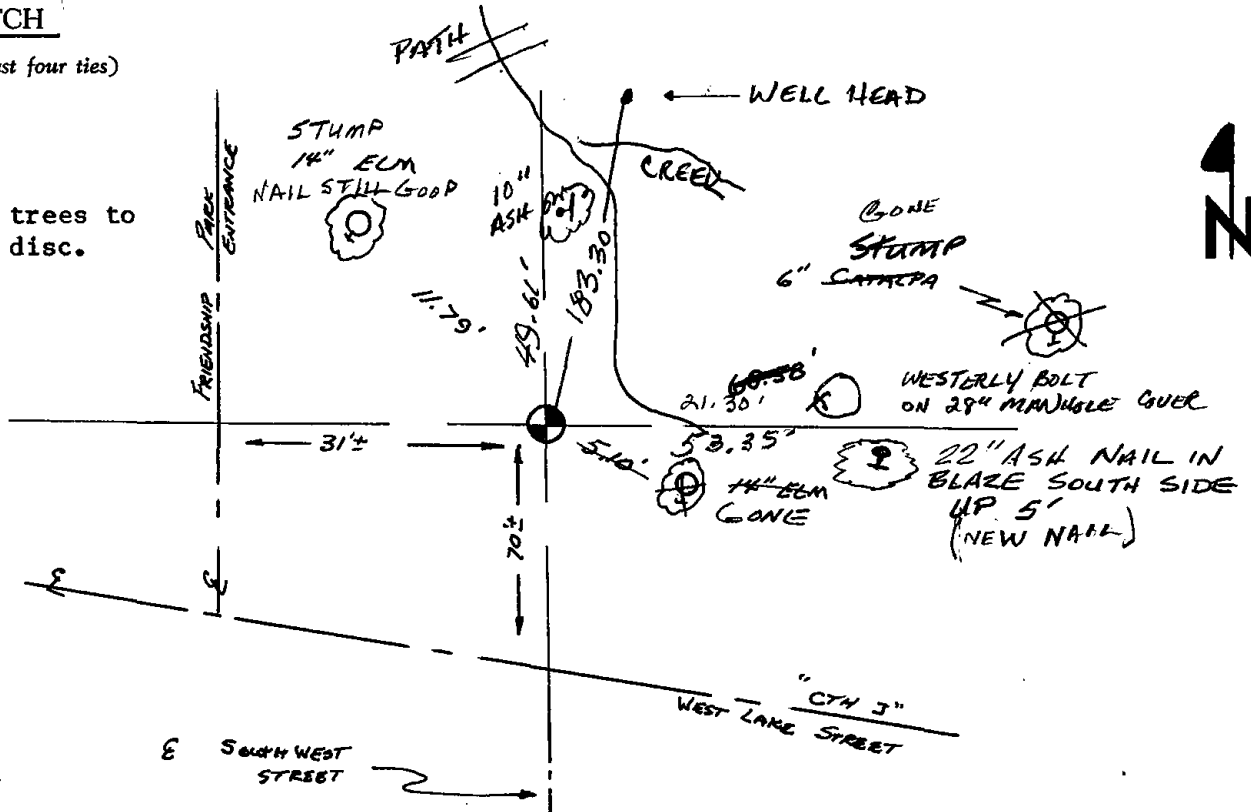 TCH
st four ties)
PATH
WELL HEAD
STUMP
14" ELM
NAIL STILL GOOD
10"
ASH
CREEK
PARK
ENTRANCE
FRIENDSHIP
trees to
disc.
GONE
STUMP
6" CATALPA
N
11.79'
49.61'
183.30
21.30'
WESTERLY BOLT
ON 28" MANHOLE COVER
31'±
5.10'
53.35'
14" ELM
GONE
22" ASH NAIL IN
BLAZE SOUTH SIDE
UP 5'
(NEW NAIL)
70'±
"CTH J"
WEST LAKE STREET
SOUTH WEST
STREET